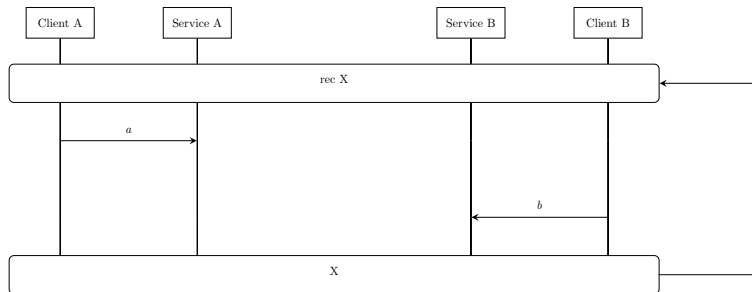 Client A
Service A
Service B
Client B
rec X
a
b
X